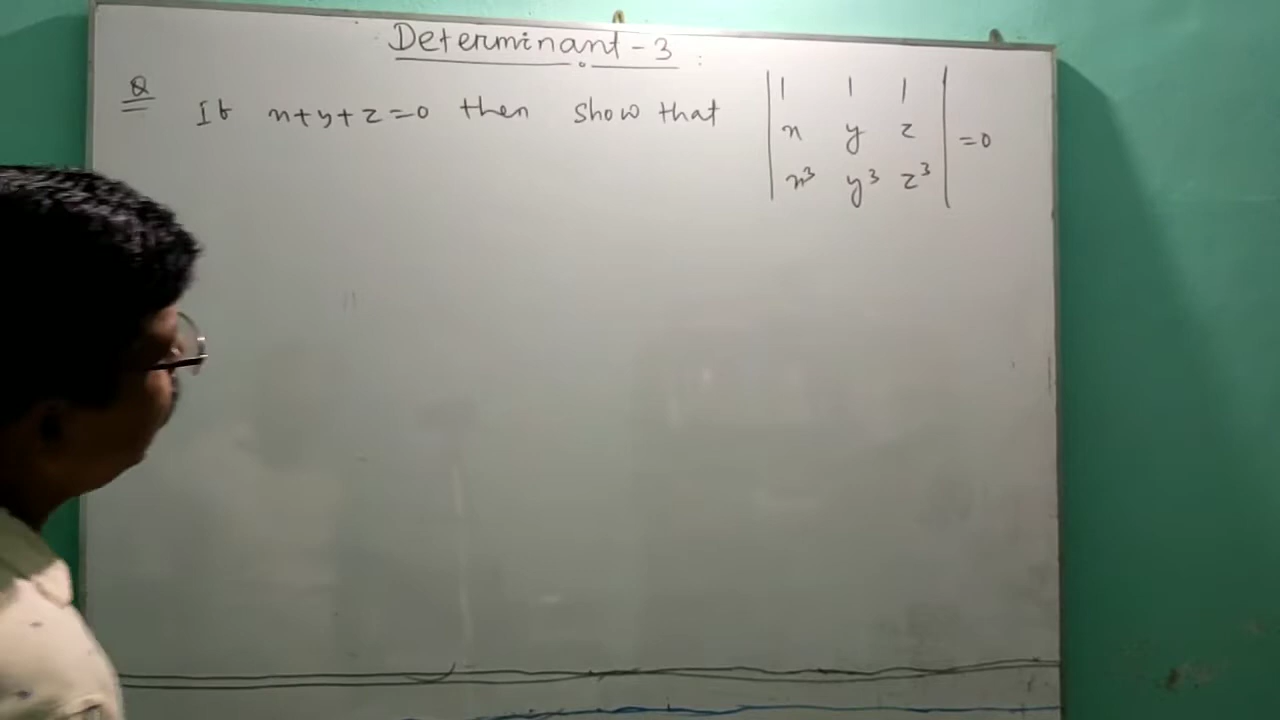 Determinant - 3
Q If x+y+z=0 then show that | 1 1 1 |
| x y z | =0
| x³ y³ z³ |